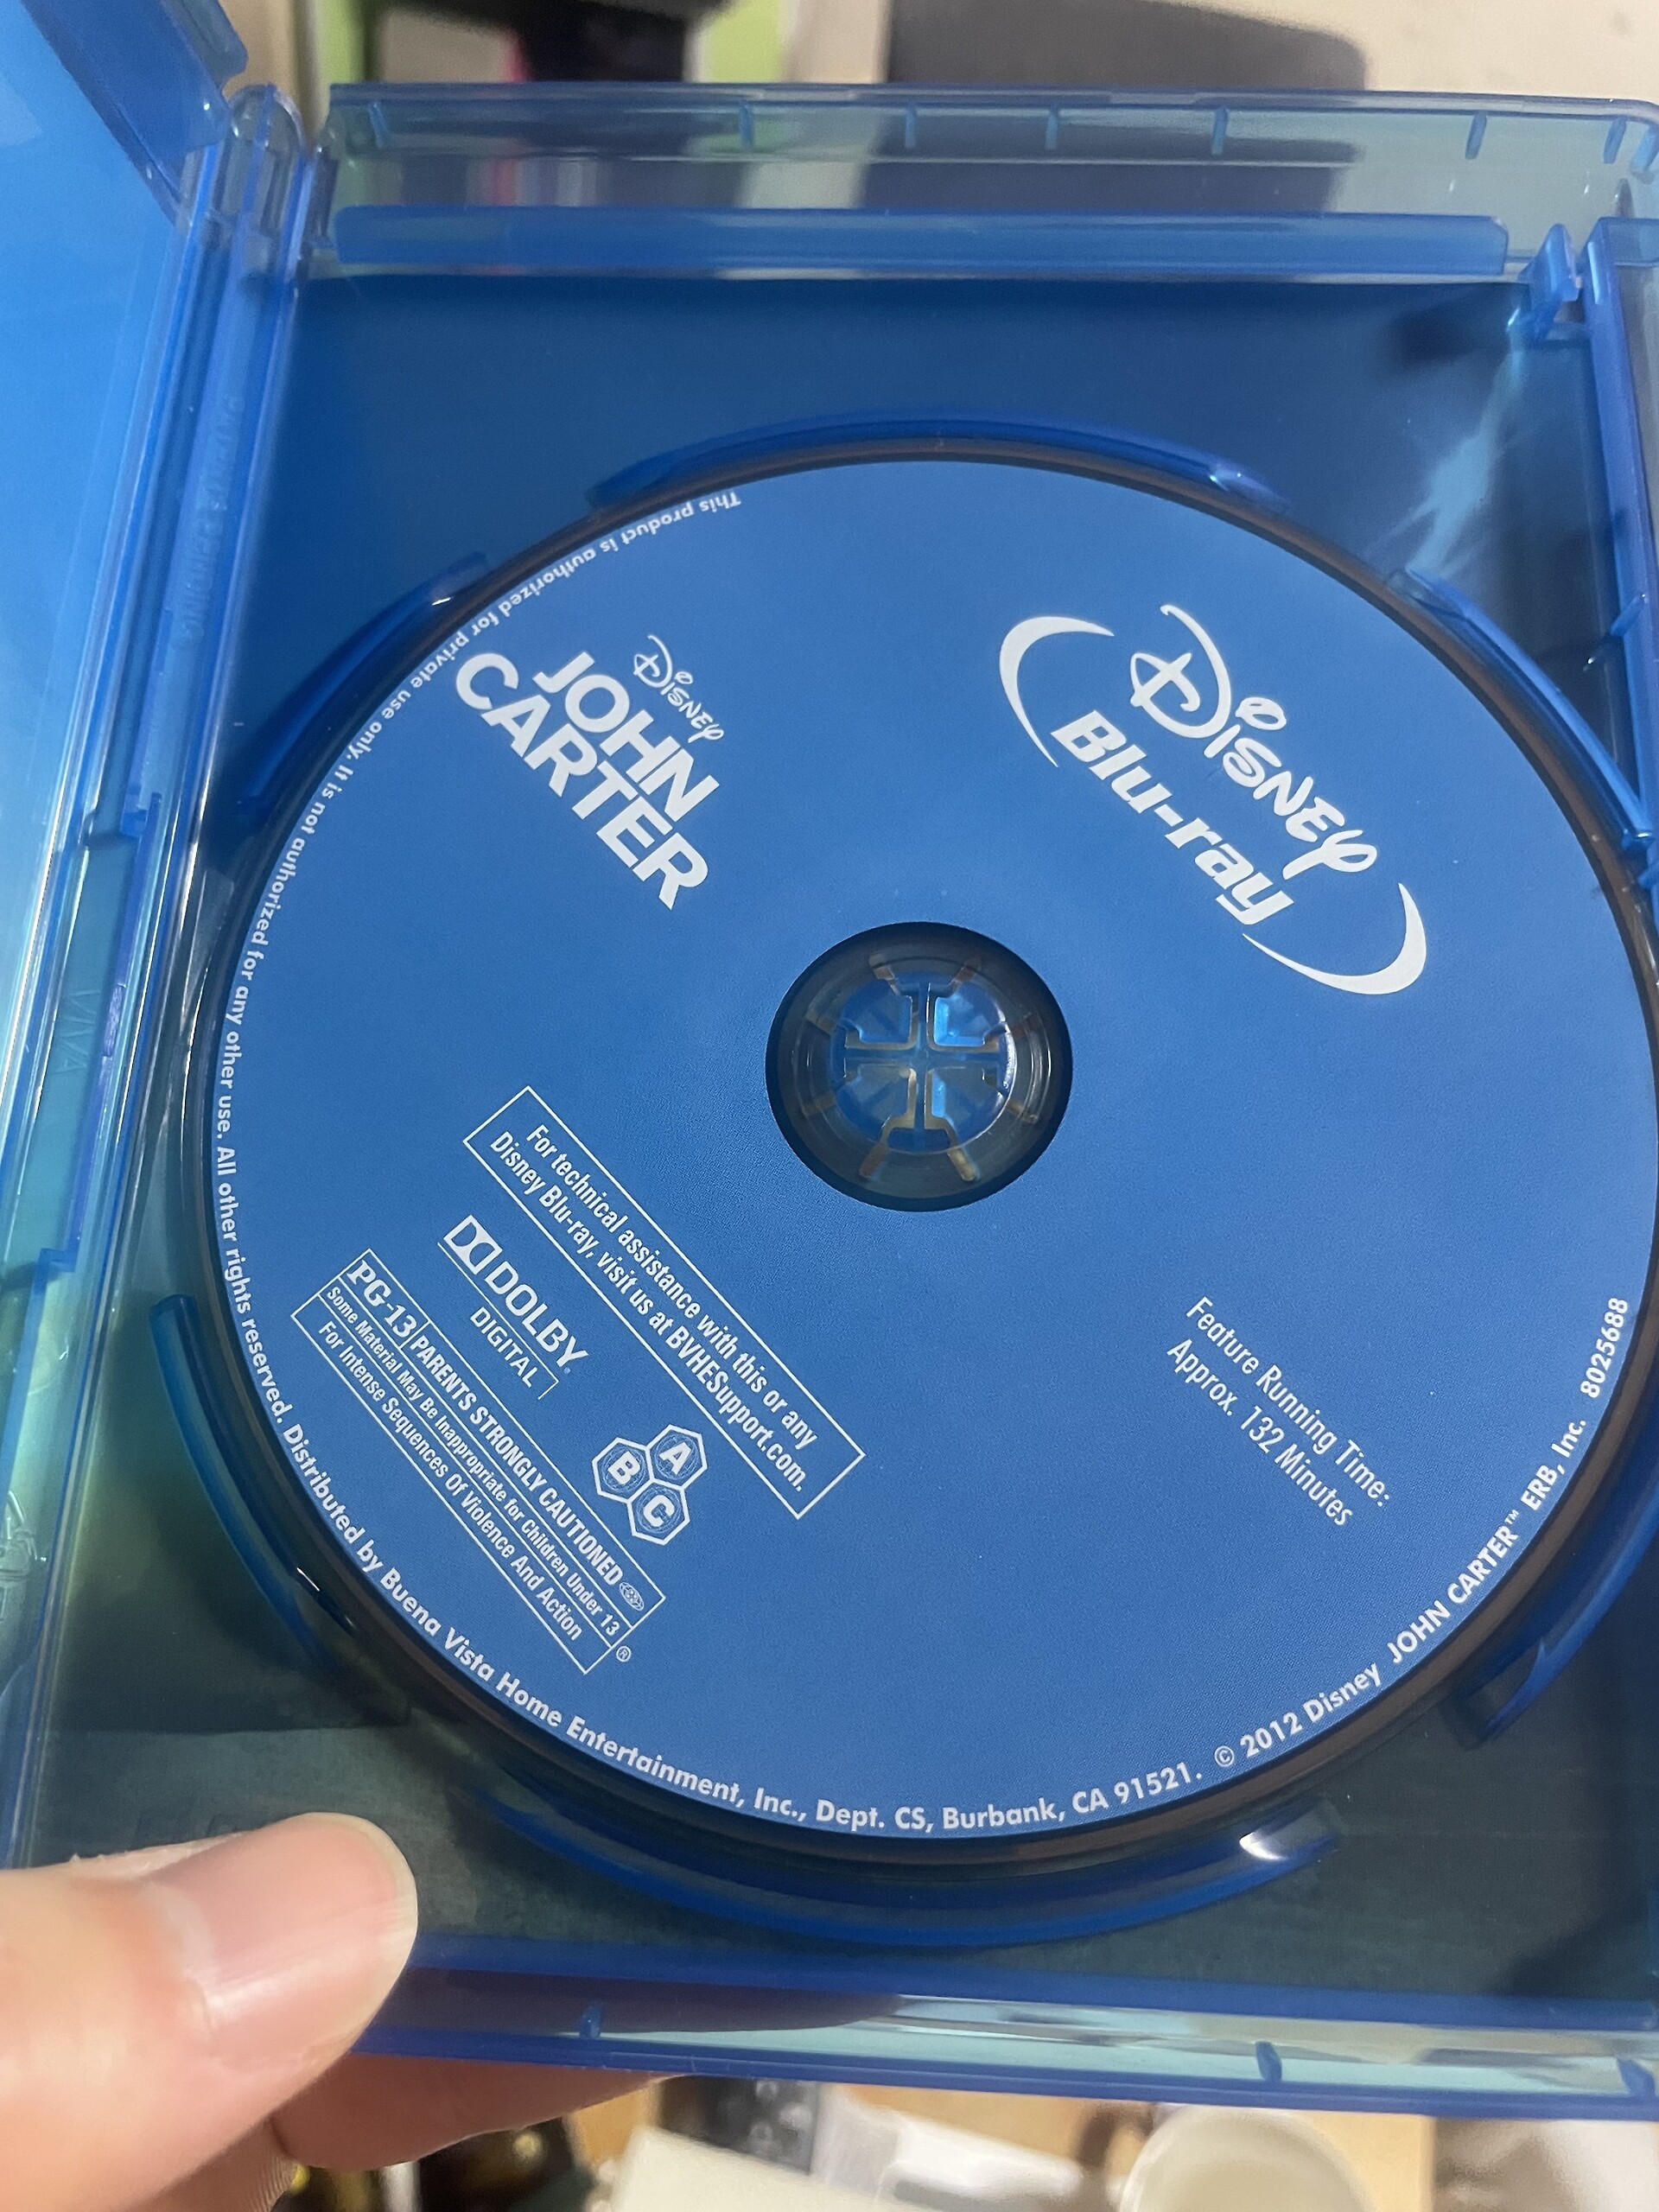 Disney
JOHN
CARTER
Disney
Blu-ray
For technical assistance with this or any
Disney Blu-ray, visit us at BVHESupport.com.
DOLBY
DIGITAL
A
B
C
PG-13 PARENTS STRONGLY CAUTIONED
Some Material May Be Inappropriate for Children Under 13
For Intense Sequences Of Violence And Action
®
Feature Running Time:
Approx. 132 Minutes
This product is authorized for private use only. It is not authorized for any other use. All other rights reserved. Distributed by Buena Vista Home Entertainment, Inc., Dept. CS, Burbank, CA 91521. © 2012 Disney JOHN CARTER™ ERB, Inc. 8025688
VIVA